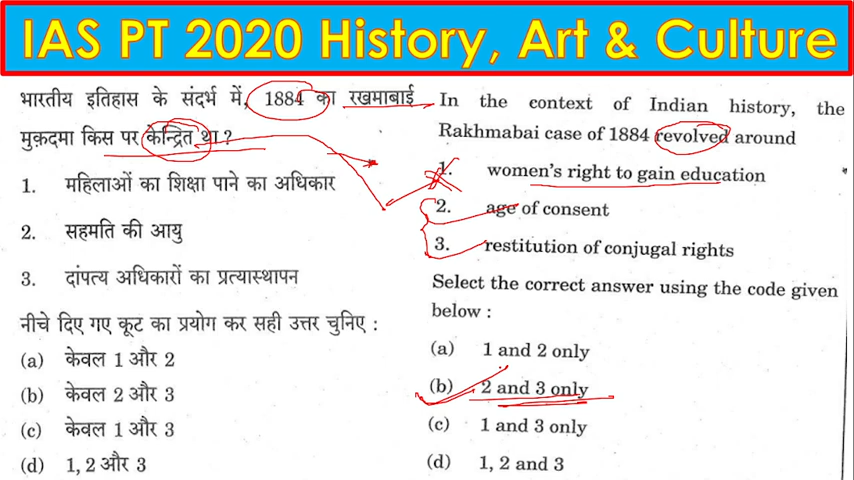 IAS PT 2020 History, Art & Culture
भारतीय इतिहास के संदर्भ में, 1884 का रखमाबाई
मुक़दमा किस पर केन्द्रित था ?
1. महिलाओं का शिक्षा पाने का अधिकार
2. सहमति की आयु
3. दांपत्य अधिकारों का प्रत्यास्थापन
नीचे दिए गए कूट का प्रयोग कर सही उत्तर चुनिए :
(a) केवल 1 और 2
(b) केवल 2 और 3
(c) केवल 1 और 3
(d) 1, 2 और 3
In the context of Indian history, the
Rakhmabai case of 1884 revolved around
1. women's right to gain education
2. age of consent
3. restitution of conjugal rights
Select the correct answer using the code given
below :
(a) 1 and 2 only
(b) 2 and 3 only
(c) 1 and 3 only
(d) 1, 2 and 3